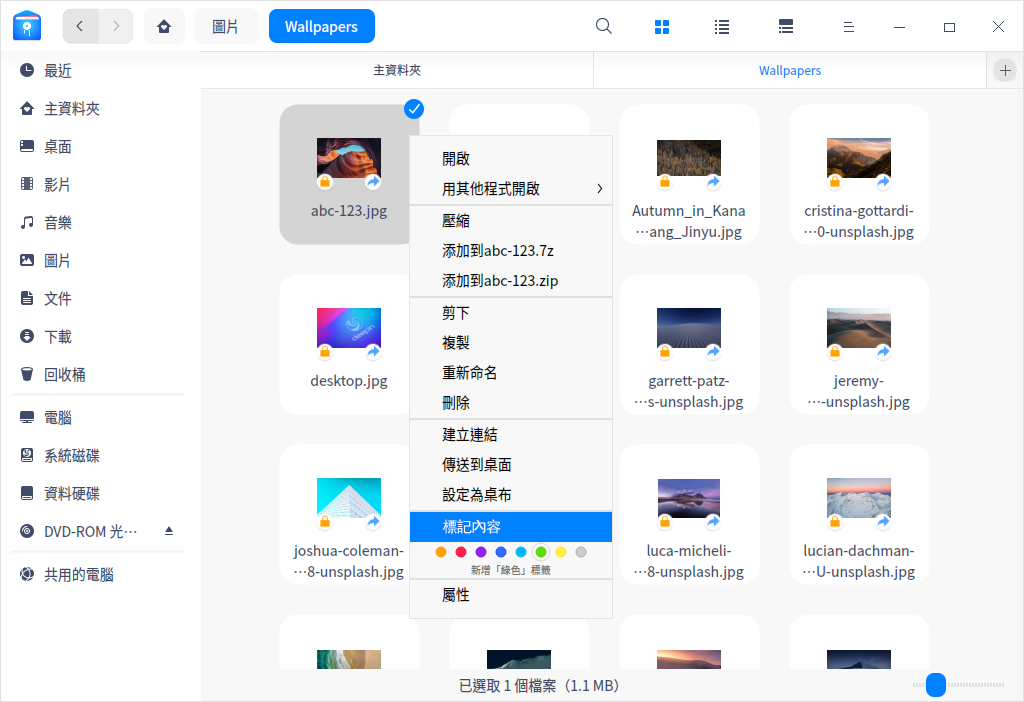 圖片
Wallpapers
主資料夾
Wallpapers
最近
主資料夾
桌面
影片
音樂
圖片
文件
下載
回收桶
電腦
系統磁碟
資料硬碟
DVD-ROM 光⋯
共用的電腦
abc-123.jpg
Autumn_in_Kana
⋯ang_Jinyu.jpg
cristina-gottardi-
⋯0-unsplash.jpg
desktop.jpg
garrett-patz-
⋯s-unsplash.jpg
jeremy-
⋯-unsplash.jpg
joshua-coleman-
⋯8-unsplash.jpg
luca-micheli-
⋯8-unsplash.jpg
lucian-dachman-
⋯U-unsplash.jpg
開啟
用其他程式開啟
壓縮
添加到abc-123.7z
添加到abc-123.zip
剪下
複製
重新命名
刪除
建立連結
傳送到桌面
設定為桌布
標記內容
新增「綠色」標籤
屬性
已選取 1 個檔案（1.1 MB）
deepin